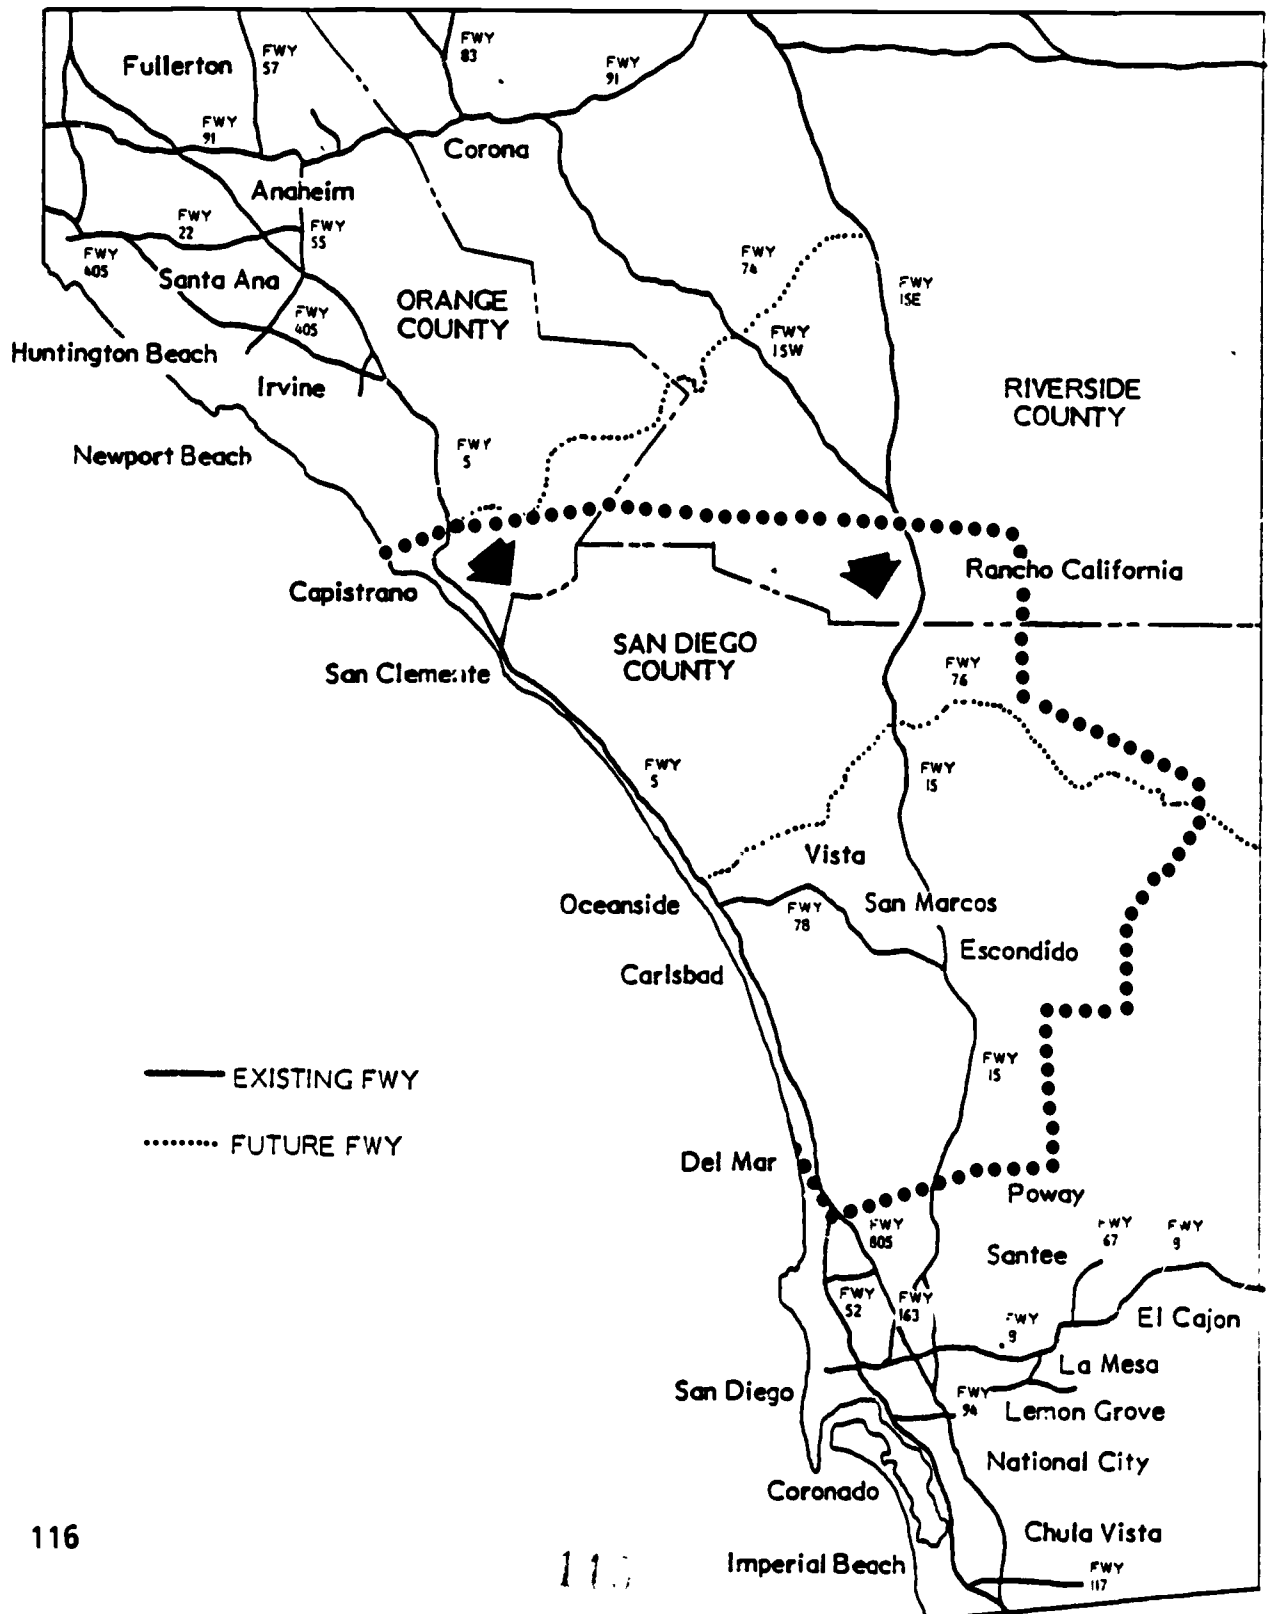 FWY
83
FWY
57
Fullerton
FWY
91
FWY
91
Corona
Anaheim
FWY
22
FWY
55
FWY
405
Santa Ana
FWY
74
FWY
15E
ORANGE
COUNTY
FWY
405
FWY
15W
Huntington Beach
Irvine
RIVERSIDE
COUNTY
FWY
5
Newport Beach
Rancho California
Capistrano
SAN DIEGO
COUNTY
San Clemente
FWY
76
FWY
5
FWY
15
Vista
Oceanside
FWY
78
San Marcos
Escondido
Carlsbad
FWY
15
EXISTING FWY
FUTURE FWY
Del Mar
Poway
FWY
805
FWY
67
FWY
8
Santee
FWY
52
FWY
163
FWY
8
El Cajon
La Mesa
San Diego
FWY
94
Lemon Grove
National City
Coronado
Chula Vista
116
Imperial Beach
FWY
117